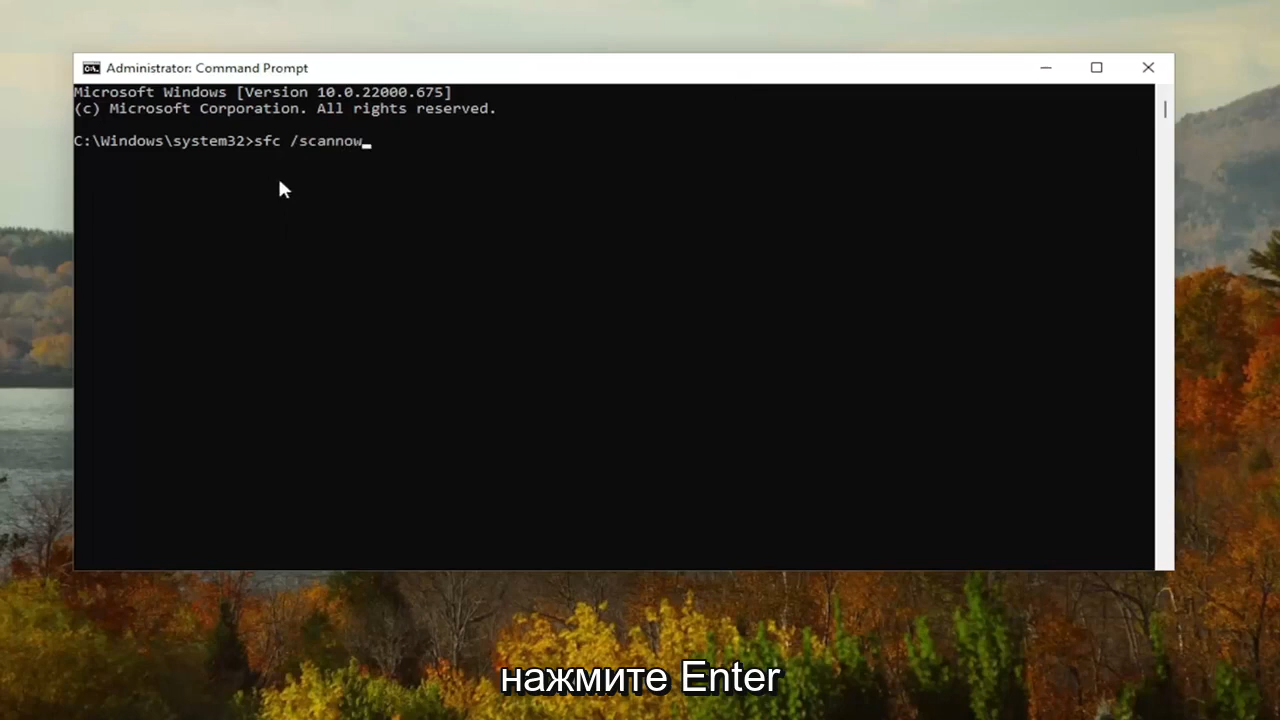 Administrator: Command Prompt
Microsoft Windows [Version 10.0.22000.675]
(c) Microsoft Corporation. All rights reserved.
C:\Windows\system32>sfc /scannow
нажмите Enter